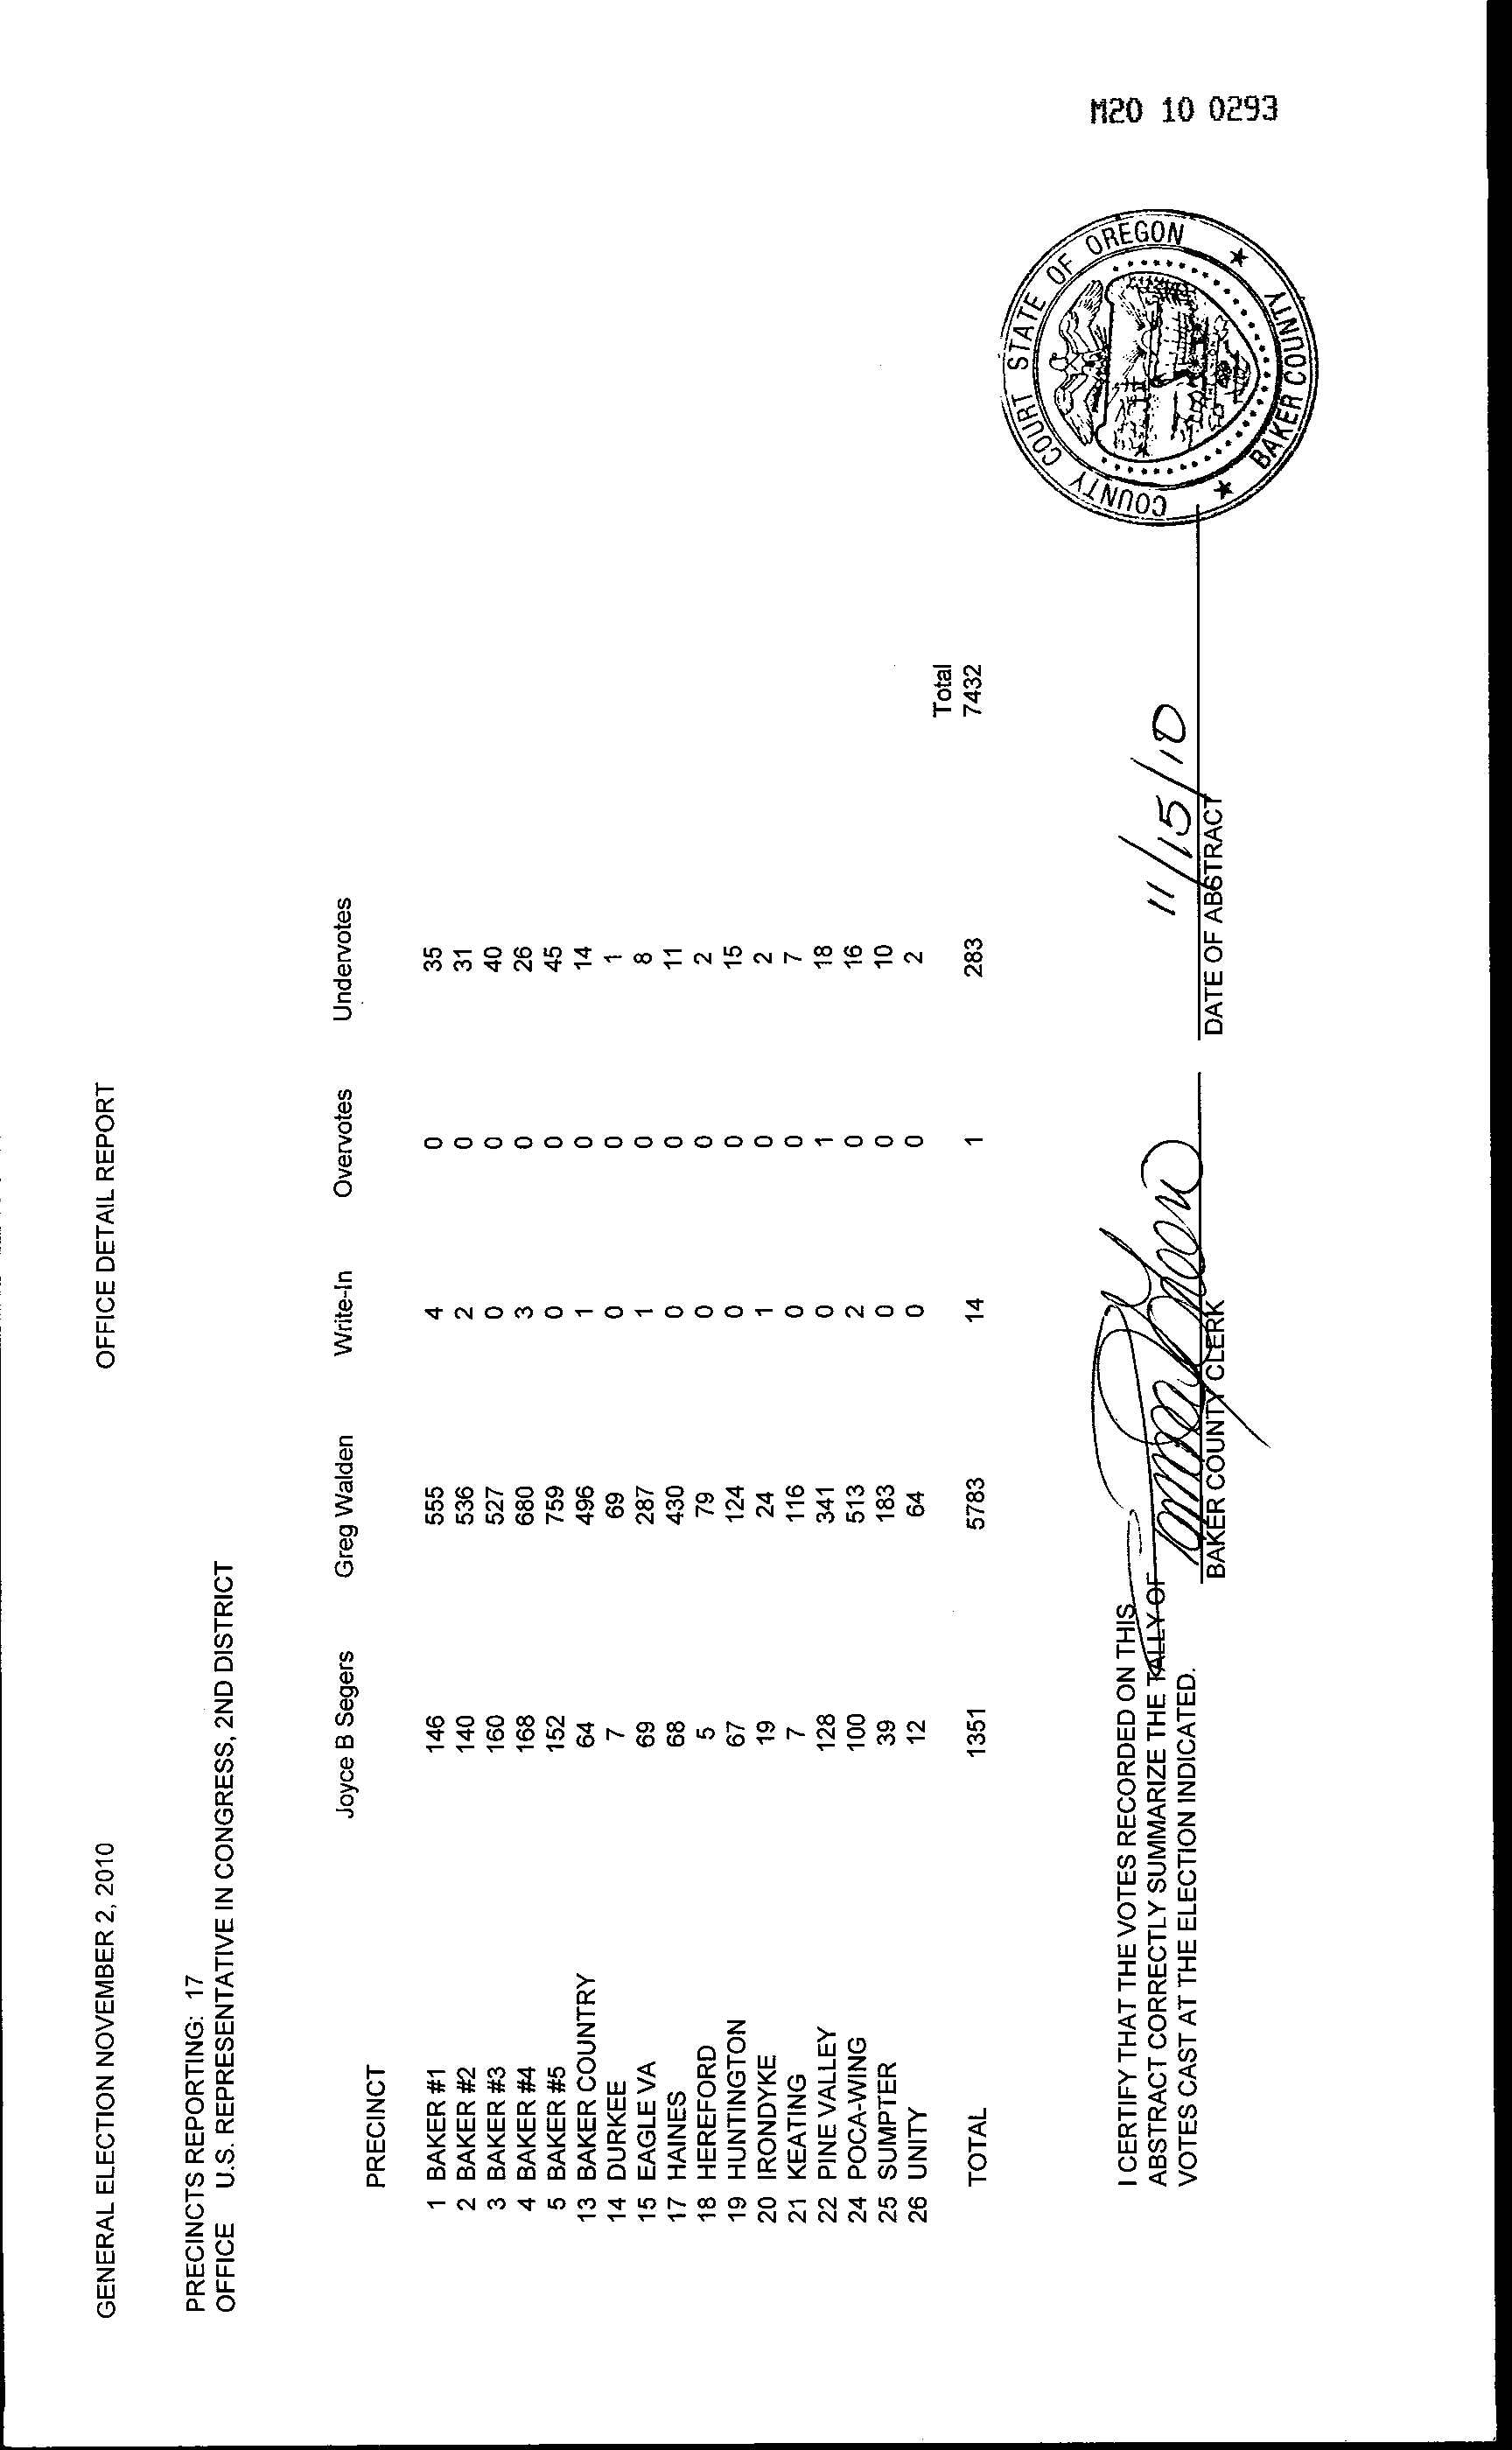 M20 10 0293
GENERAL ELECTION NOVEMBER 2, 2010 OFFICE DETAIL REPORT
PRECINCTS REPORTING: 17
OFFICE U.S. REPRESENTATIVE IN CONGRESS, 2ND DISTRICT
Joyce B Segers Greg Walden Write-In Overvotes Undervotes
PRECINCT
1 BAKER #1 146 555 4 0 35
2 BAKER #2 140 536 2 0 31
3 BAKER #3 160 527 0 0 40
4 BAKER #4 168 680 3 0 26
5 BAKER #5 152 759 0 0 45
13 BAKER COUNTRY 64 496 1 0 14
14 DURKEE 7 69 0 0 1
15 EAGLE VA 69 287 1 0 8
17 HAINES 68 430 0 0 11
18 HEREFORD 5 79 0 0 2
19 HUNTINGTON 67 124 0 0 15
20 IRONDYKE 19 24 1 0 2
21 KEATING 7 116 0 0 7
22 PINE VALLEY 128 341 0 1 18
24 POCA-WING 100 513 2 0 16
25 SUMPTER 39 183 0 0 10
26 UNITY 12 64 0 0 2
Total
TOTAL 1351 5783 14 1 283 7432
I CERTIFY THAT THE VOTES RECORDED ON THIS
ABSTRACT CORRECTLY SUMMARIZE THE TALLY OF
VOTES CAST AT THE ELECTION INDICATED.
11/15/10
BAKER COUNTY CLERK DATE OF ABSTRACT
COUNTY COURT STATE OF OREGON
BAKER COUNTY